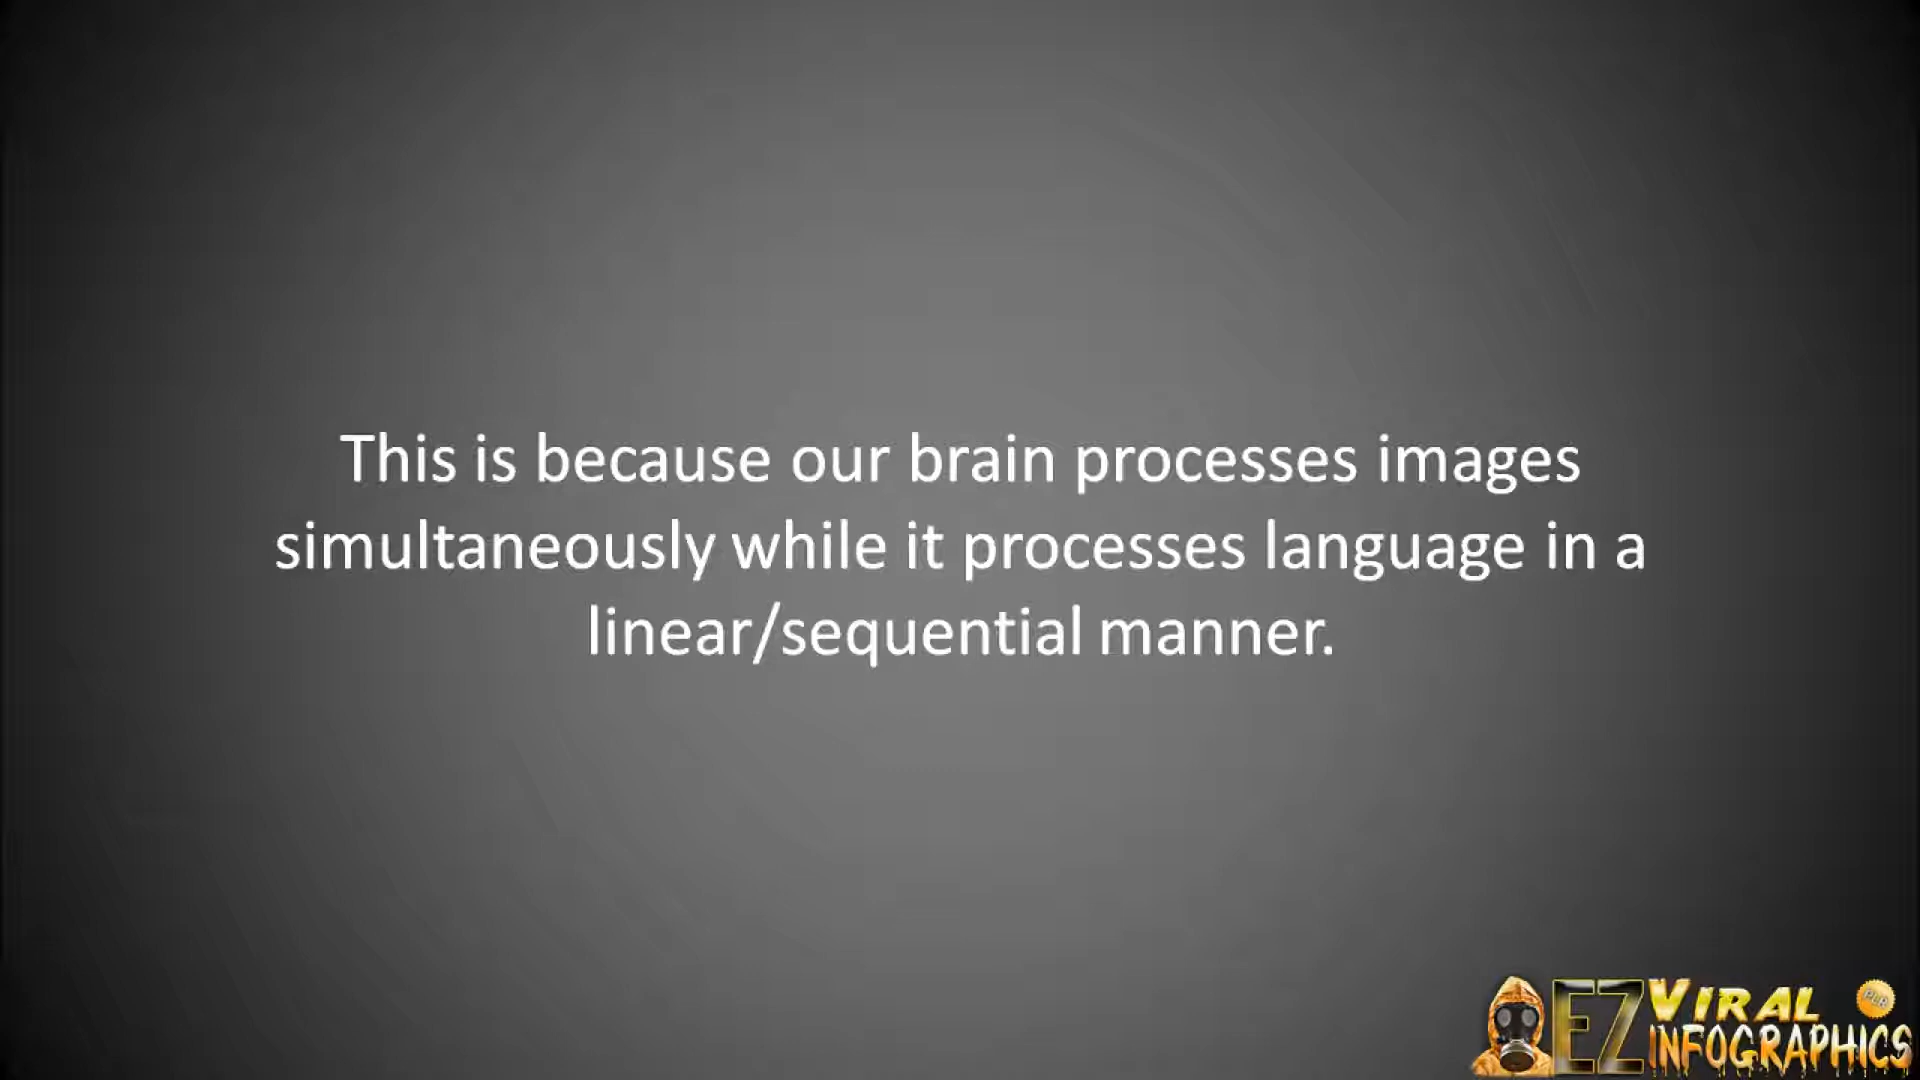 This is because our brain processes images
simultaneously while it processes language in a
linear/sequential manner.
EZ VIRAL PLR
INFOGRAPHICS